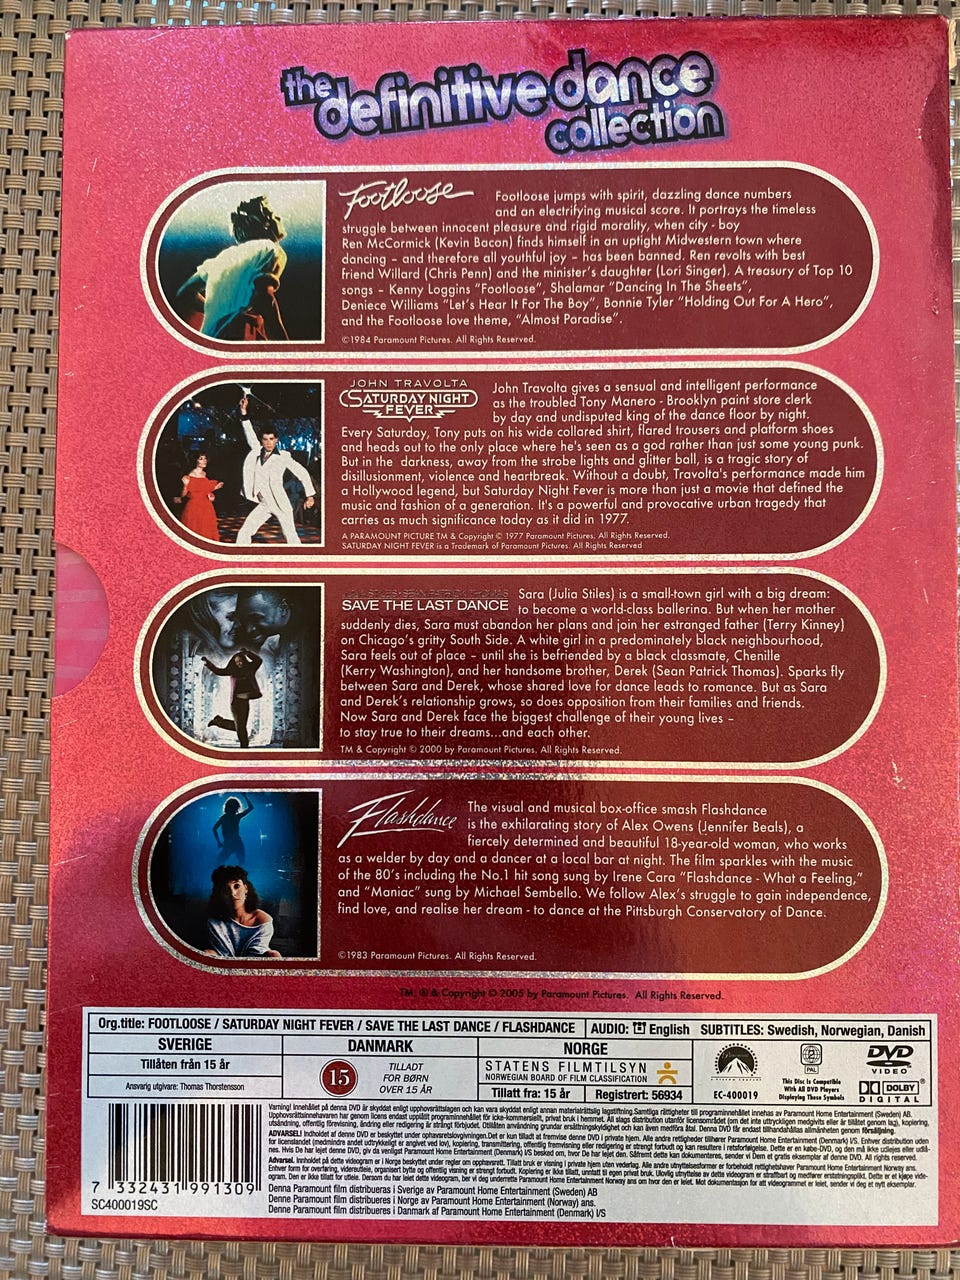 the definitive dance
collection
Footloose
Footloose jumps with spirit, dazzling dance numbers
and an electrifying musical score. It portrays the timeless
struggle between innocent pleasure and rigid morality, when city - boy
Ren McCormick (Kevin Bacon) finds himself in an uptight Midwestern town where
dancing – and therefore all youthful joy – has been banned. Ren revolts with best
friend Willard (Chris Penn) and the minister's daughter (Lori Singer). A treasury of Top 10
songs – Kenny Loggins "Footloose", Shalamar "Dancing In The Sheets",
Deniece Williams "Let's Hear It For The Boy", Bonnie Tyler "Holding Out For A Hero",
and the Footloose love theme, "Almost Paradise".
©1984 Paramount Pictures. All Rights Reserved.
JOHN TRAVOLTA
SATURDAY NIGHT
FEVER
John Travolta gives a sensual and intelligent performance
as the troubled Tony Manero - Brooklyn paint store clerk
by day and undisputed king of the dance floor by night.
Every Saturday, Tony puts on his wide collared shirt, flared trousers and platform shoes
and heads out to the only place where he's seen as a god rather than just some young punk.
But in the darkness, away from the strobe lights and glitter ball, is a tragic story of
disillusionment, violence and heartbreak. Without a doubt, Travolta's performance made him
a Hollywood legend, but Saturday Night Fever is more than just a movie that defined the
music and fashion of a generation. It's a powerful and provocative urban tragedy that
carries as much significance today as it did in 1977.
A PARAMOUNT PICTURE TM & Copyright © 1977 Paramount Pictures. All Rights Reserved.
SATURDAY NIGHT FEVER is a Trademark of Paramount Pictures. All Rights Reserved
SAVE THE LAST DANCE
Sara (Julia Stiles) is a small-town girl with a big dream:
to become a world-class ballerina. But when her mother
suddenly dies, Sara must abandon her plans and join her estranged father (Terry Kinney)
on Chicago's gritty South Side. A white girl in a predominately black neighbourhood,
Sara feels out of place – until she is befriended by a black classmate, Chenille
(Kerry Washington), and her handsome brother, Derek (Sean Patrick Thomas). Sparks fly
between Sara and Derek, whose shared love for dance leads to romance. But as Sara
and Derek's relationship grows, so does opposition from their families and friends.
Now Sara and Derek face the biggest challenge of their young lives –
to stay true to their dreams...and each other.
TM & Copyright © 2000 by Paramount Pictures. All Rights Reserved.
Flashdance
The visual and musical box-office smash Flashdance
is the exhilarating story of Alex Owens (Jennifer Beals), a
fiercely determined and beautiful 18-year-old woman, who works
as a welder by day and a dancer at a local bar at night. The film sparkles with the music
of the 80's including the No.1 hit song sung by Irene Cara "Flashdance - What a Feeling,"
and "Maniac" sung by Michael Sembello. We follow Alex's struggle to gain independence,
find love, and realise her dream - to dance at the Pittsburgh Conservatory of Dance.
©1983 Paramount Pictures. All Rights Reserved.
TM, ® & Copyright © 2005 by Paramount Pictures. All Rights Reserved.
Org.title: FOOTLOOSE / SATURDAY NIGHT FEVER / SAVE THE LAST DANCE / FLASHDANCE AUDIO: English SUBTITLES: Swedish, Norwegian, Danish
SVERIGE
Tillåten från 15 år
Ansvarig utgivare: Thomas Thorstensson
DANMARK
15
TILLADT
FOR BØRN
OVER 15 ÅR
NORGE
STATENS FILMTILSYN
NORWEGIAN BOARD OF FILM CLASSIFICATION
Tillatt fra: 15 år Registrert: 56934
Paramount
EC-400019
2
PAL
This Disc Is Compatible
With All DVD Players
Displaying These Symbols
DVD
VIDEO
DOLBY
DIGITAL
7 332431 991309
SC400019SC
Denna Paramount film distribueras i Sverige av Paramount Home Entertainment (Sweden) AB
Denne Paramount film distribueres i Norge av Paramount Home Entertainment (Norway) ans.
Denne Paramount film distribueres i Danmark af Paramount Home Entertainment (Denmark) I/S